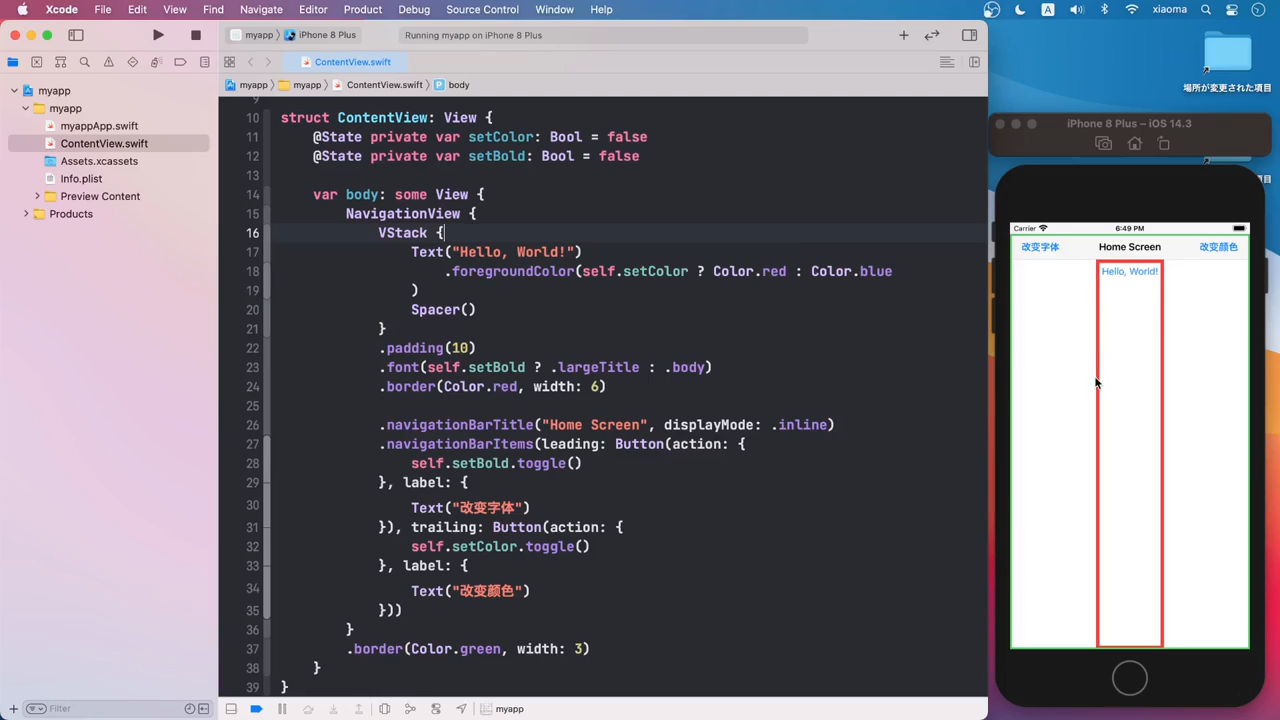 Xcode File Edit View Find Navigate Editor Product Debug Source Control Window Help
A xiaoma
myapp iPhone 8 Plus Running myapp on iPhone 8 Plus
ContentView.swift
myapp myapp ContentView.swift body
myapp
myapp
myappApp.swift
ContentView.swift
Assets.xcassets
Info.plist
Preview Content
Products
9
10 struct ContentView: View {
11 @State private var setColor: Bool = false
12 @State private var setBold: Bool = false
13
14 var body: some View {
15 NavigationView {
16 VStack {
17 Text("Hello, World!")
18 .foregroundColor(self.setColor ? Color.red : Color.blue
19 )
20 Spacer()
21 }
22 .padding(10)
23 .font(self.setBold ? .largeTitle : .body)
24 .border(Color.red, width: 6)
25
26 .navigationBarTitle("Home Screen", displayMode: .inline)
27 .navigationBarItems(leading: Button(action: {
28 self.setBold.toggle()
29 }, label: {
30 Text("改变字体")
31 }), trailing: Button(action: {
32 self.setColor.toggle()
33 }, label: {
34 Text("改变颜色")
35 }))
36 }
37 .border(Color.green, width: 3)
38 }
39 }
Filter
myapp
場所が変更された項目
iPhone 8 Plus – iOS 14.3
Carrier 6:49 PM
改变字体 Home Screen 改变颜色
Hello, World!